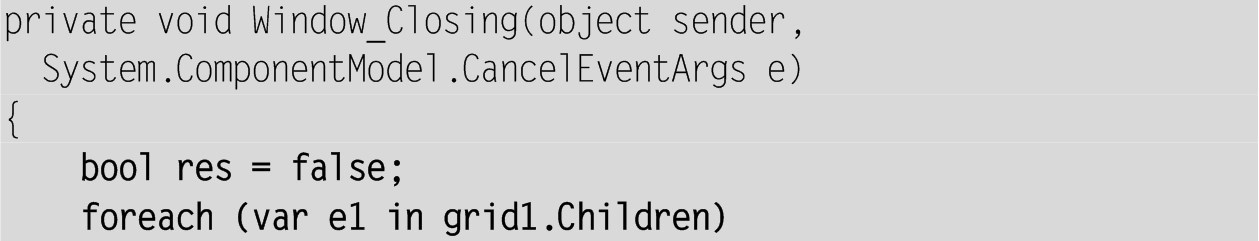 private void Window_Closing(object sender,
  System.ComponentModel.CancelEventArgs e)
{
    bool res = false;
    foreach (var e1 in grid1.Children)